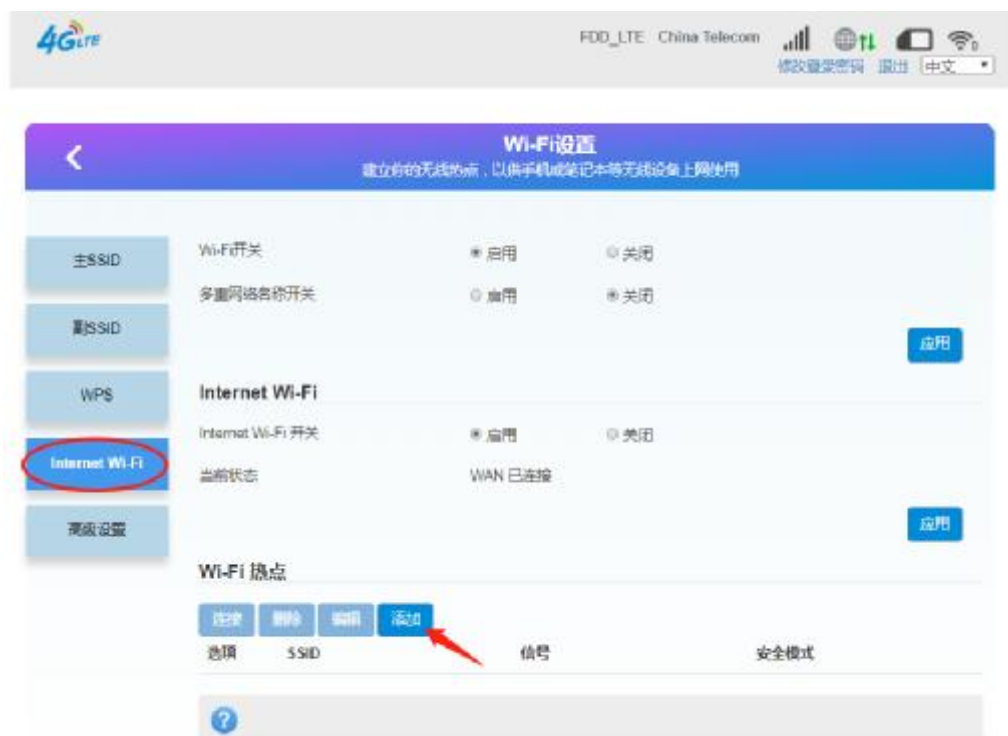 4G LTE
FDD_LTE China Telecom
修改登录密码 退出 中文
Wi-Fi设置
建立你的无线热点，以供手机或笔记本等无线设备上网使用
主SSID
Wi-Fi开关 启用 关闭
多重网络名称开关 启用 关闭
副SSID
应用
WPS
Internet Wi-Fi
Internet Wi-Fi 开关 启用 关闭
Internet Wi-Fi
当前状态 WAN 已连接
高级设置
应用
Wi-Fi 热点
连接 删除 编辑 添加
选项 SSID 信号 安全模式
?